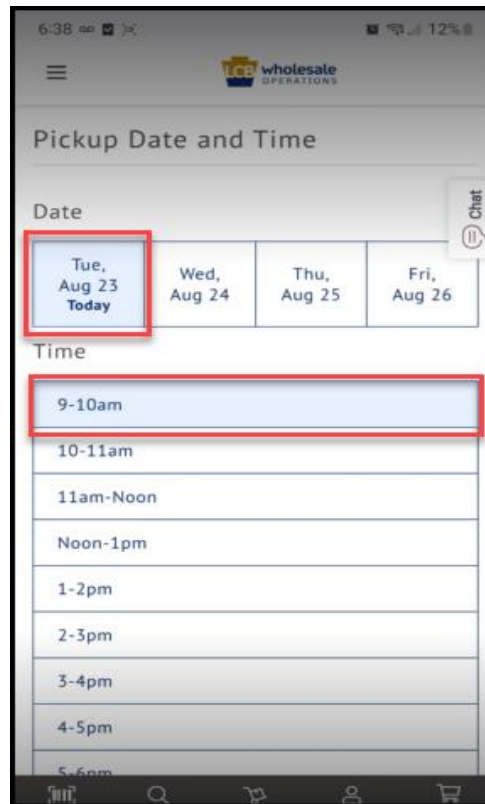 6:38
12%
LCB wholesale
OPERATIONS
Pickup Date and Time
Chat
Date
Tue,
Aug 23
Today
Wed,
Aug 24
Thu,
Aug 25
Fri,
Aug 26
Time
9-10am
10-11am
11am-Noon
Noon-1pm
1-2pm
2-3pm
3-4pm
4-5pm
5-6pm